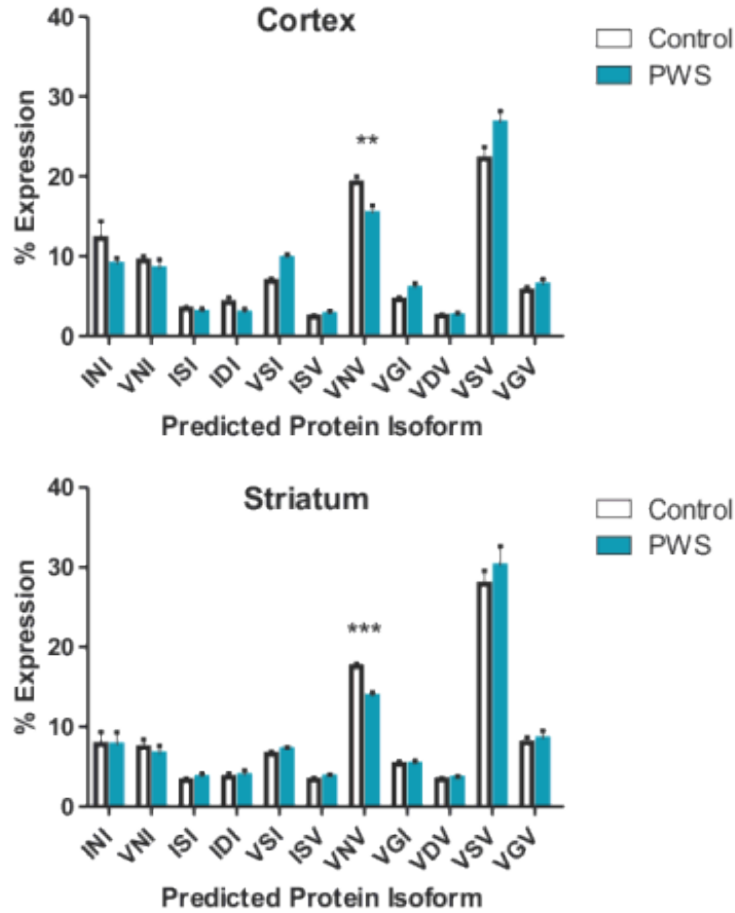 Cortex
Control
PWS
40
30
20
10
0
% Expression
**
INI VNI ISI IDI VSI ISV VNV VGI VDV VSV VGV
Predicted Protein Isoform
Striatum
Control
PWS
40
30
20
10
0
% Expression
***
INI VNI ISI IDI VSI ISV VNV VGI VDV VSV VGV
Predicted Protein Isoform